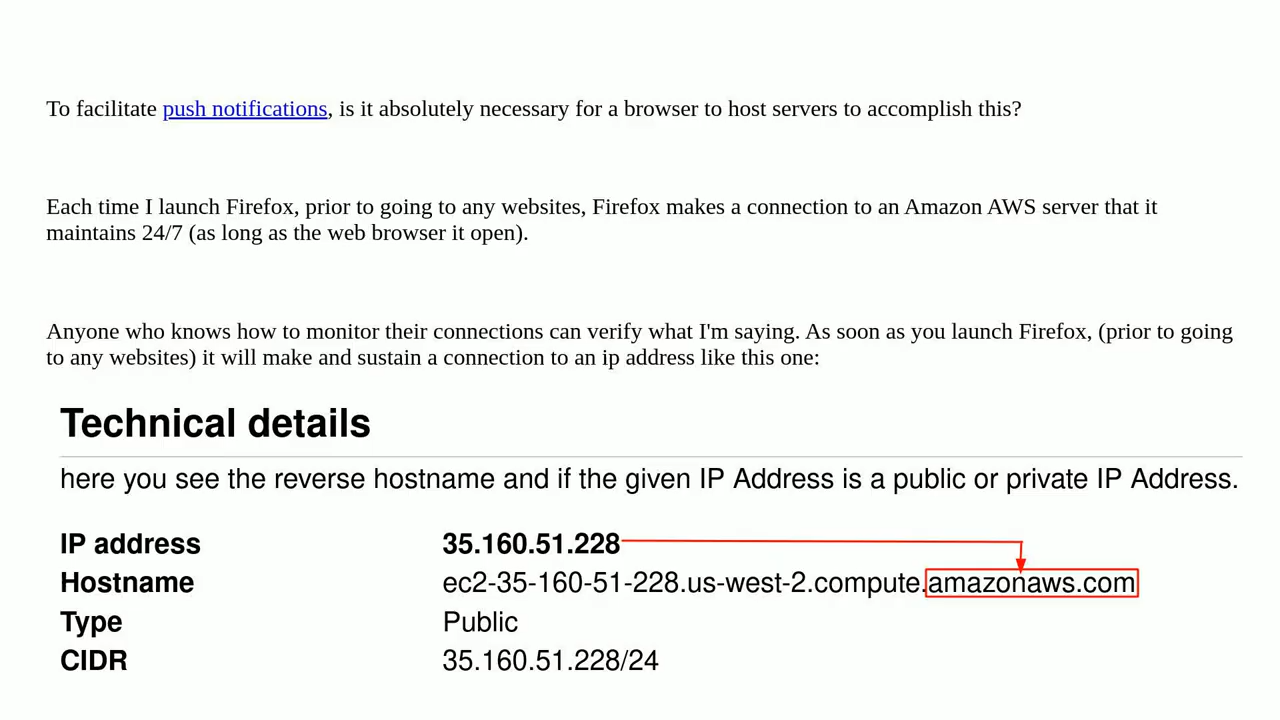 To facilitate push notifications, is it absolutely necessary for a browser to host servers to accomplish this?
Each time I launch Firefox, prior to going to any websites, Firefox makes a connection to an Amazon AWS server that it
maintains 24/7 (as long as the web browser it open).
Anyone who knows how to monitor their connections can verify what I'm saying. As soon as you launch Firefox, (prior to going
to any websites) it will make and sustain a connection to an ip address like this one:
Technical details
here you see the reverse hostname and if the given IP Address is a public or private IP Address.
IP address 35.160.51.228
Hostname ec2-35-160-51-228.us-west-2.compute.amazonaws.com
Type Public
CIDR 35.160.51.228/24